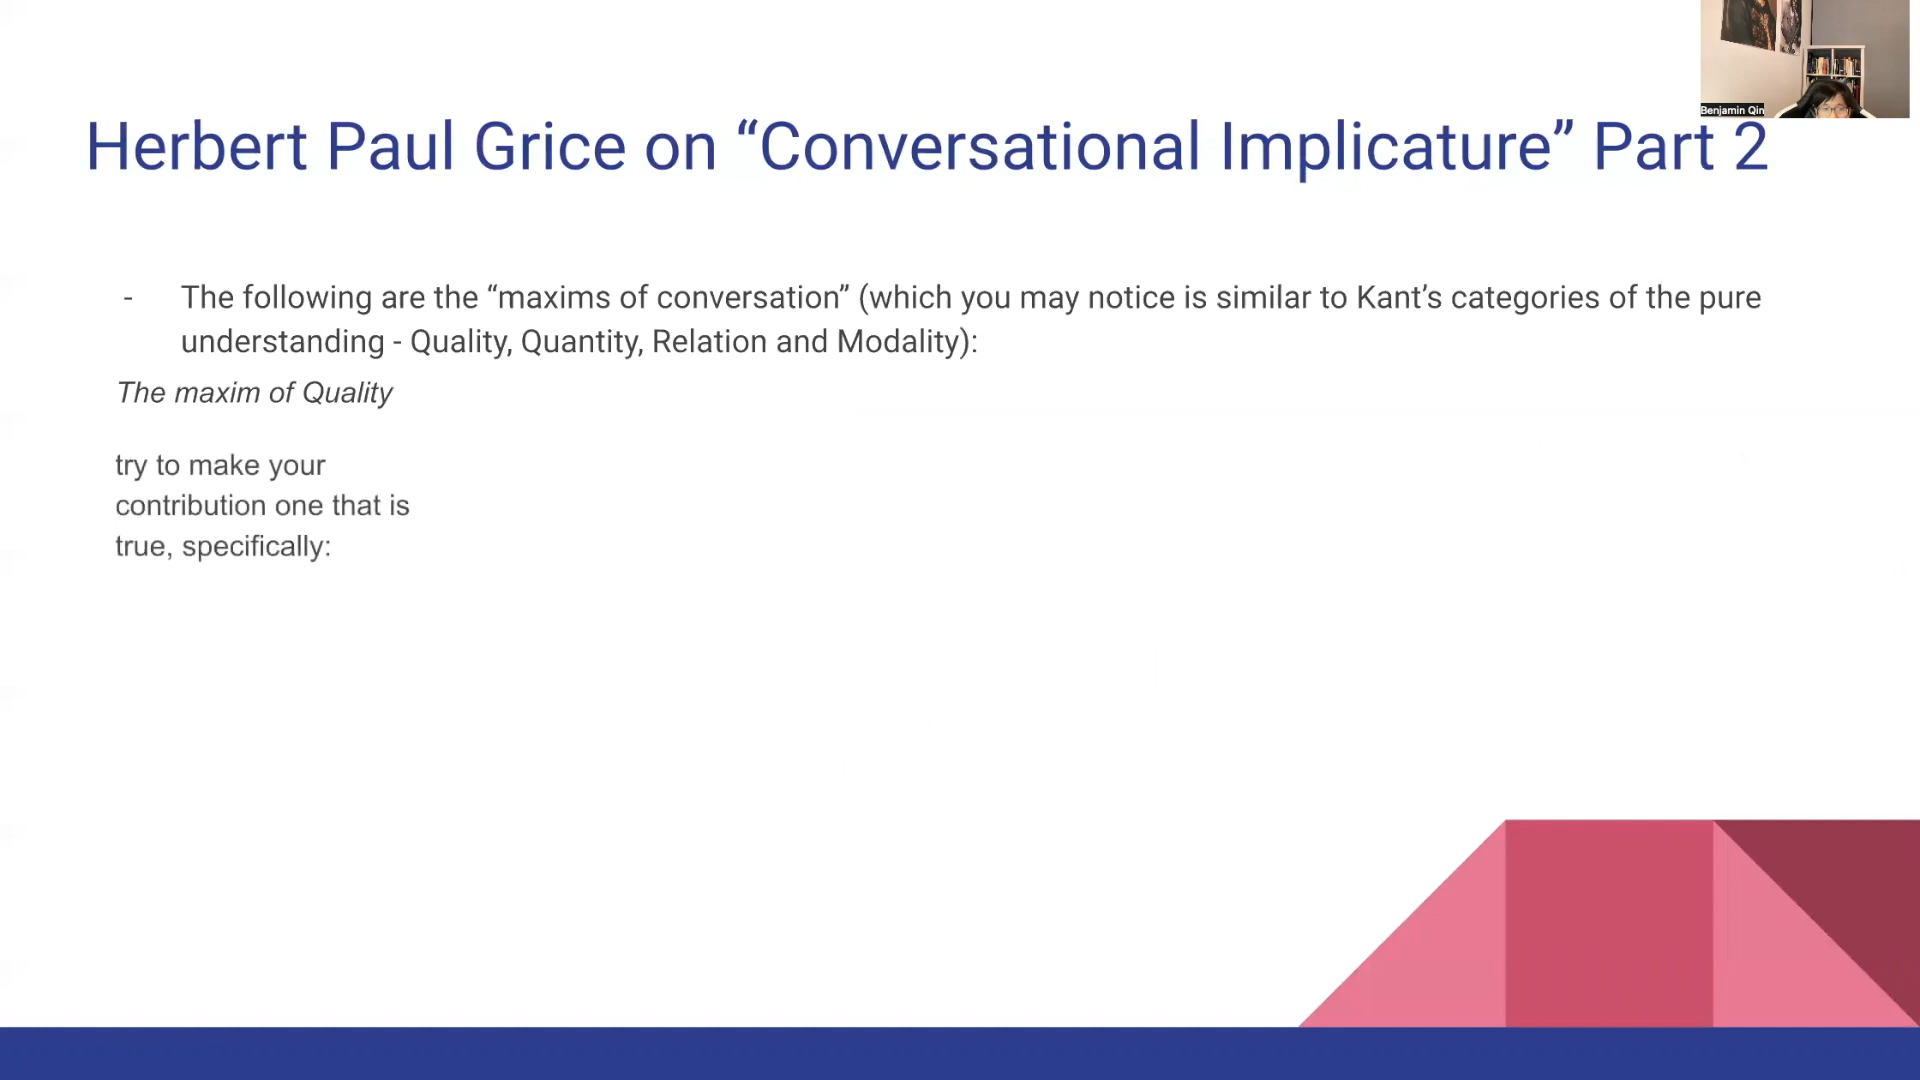 Benjamin Qin
Herbert Paul Grice on “Conversational Implicature” Part 2
- The following are the “maxims of conversation” (which you may notice is similar to Kant’s categories of the pure
understanding - Quality, Quantity, Relation and Modality):
The maxim of Quality
try to make your
contribution one that is
true, specifically: